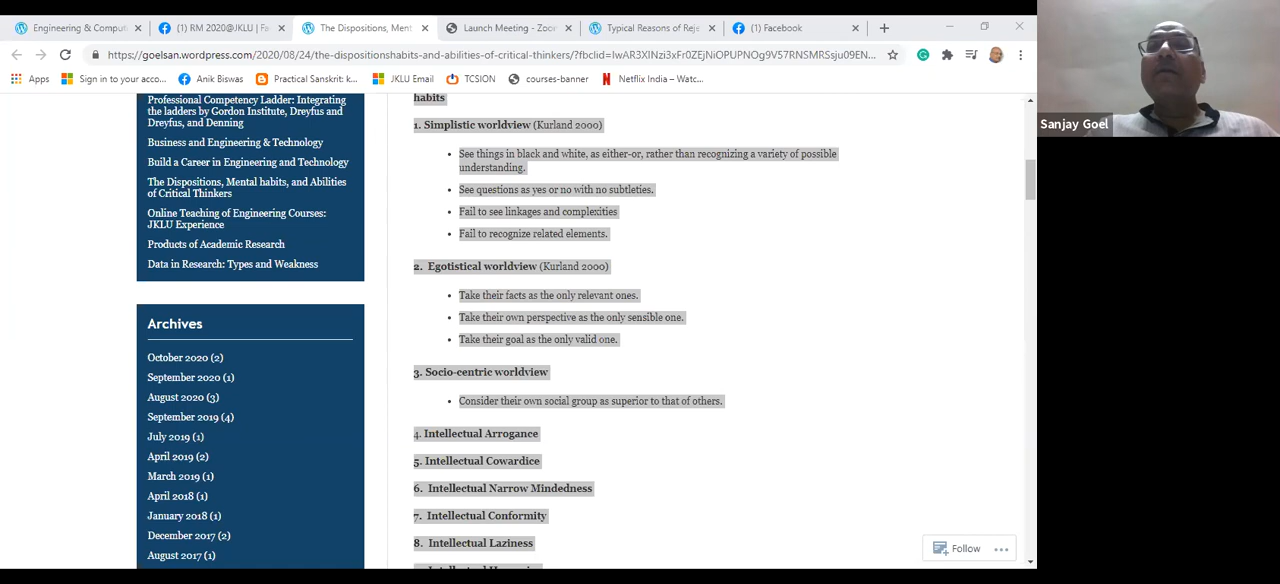 Engineering & Computi
(1) RM 2020@JKLU | Fa
The Dispositions, Ment
Launch Meeting - Zoom
Typical Reasons of Reje
(1) Facebook
https://goelsan.wordpress.com/2020/08/24/the-dispositionshabits-and-abilities-of-critical-thinkers/?fbclid=IwAR3XlNzi3xFr0ZEjNiOPUPNOg9V57RNSMRSsju09EN...
Apps
Sign in to your acco...
Anik Biswas
Practical Sanskrit: k...
JKLU Email
TCSION
courses-banner
Netflix India – Watc...
Professional Competency Ladder: Integrating
the ladders by Gordon Institute, Dreyfus and
Dreyfus, and Denning
Business and Engineering & Technology
Build a Career in Engineering and Technology
The Dispositions, Mental habits, and Abilities
of Critical Thinkers
Online Teaching of Engineering Courses:
JKLU Experience
Products of Academic Research
Data in Research: Types and Weakness
Archives
October 2020 (2)
September 2020 (1)
August 2020 (3)
September 2019 (4)
July 2019 (1)
April 2019 (2)
March 2019 (1)
April 2018 (1)
January 2018 (1)
December 2017 (2)
August 2017 (1)
habits
1. Simplistic worldview (Kurland 2000)
• See things in black and white, as either-or, rather than recognizing a variety of possible
understanding.
• See questions as yes or no with no subtleties.
• Fail to see linkages and complexities
• Fail to recognize related elements.
2. Egotistical worldview (Kurland 2000)
• Take their facts as the only relevant ones.
• Take their own perspective as the only sensible one.
• Take their goal as the only valid one.
3. Socio-centric worldview
• Consider their own social group as superior to that of others.
4. Intellectual Arrogance
5. Intellectual Cowardice
6. Intellectual Narrow Mindedness
7. Intellectual Conformity
8. Intellectual Laziness
Follow
Sanjay Goel